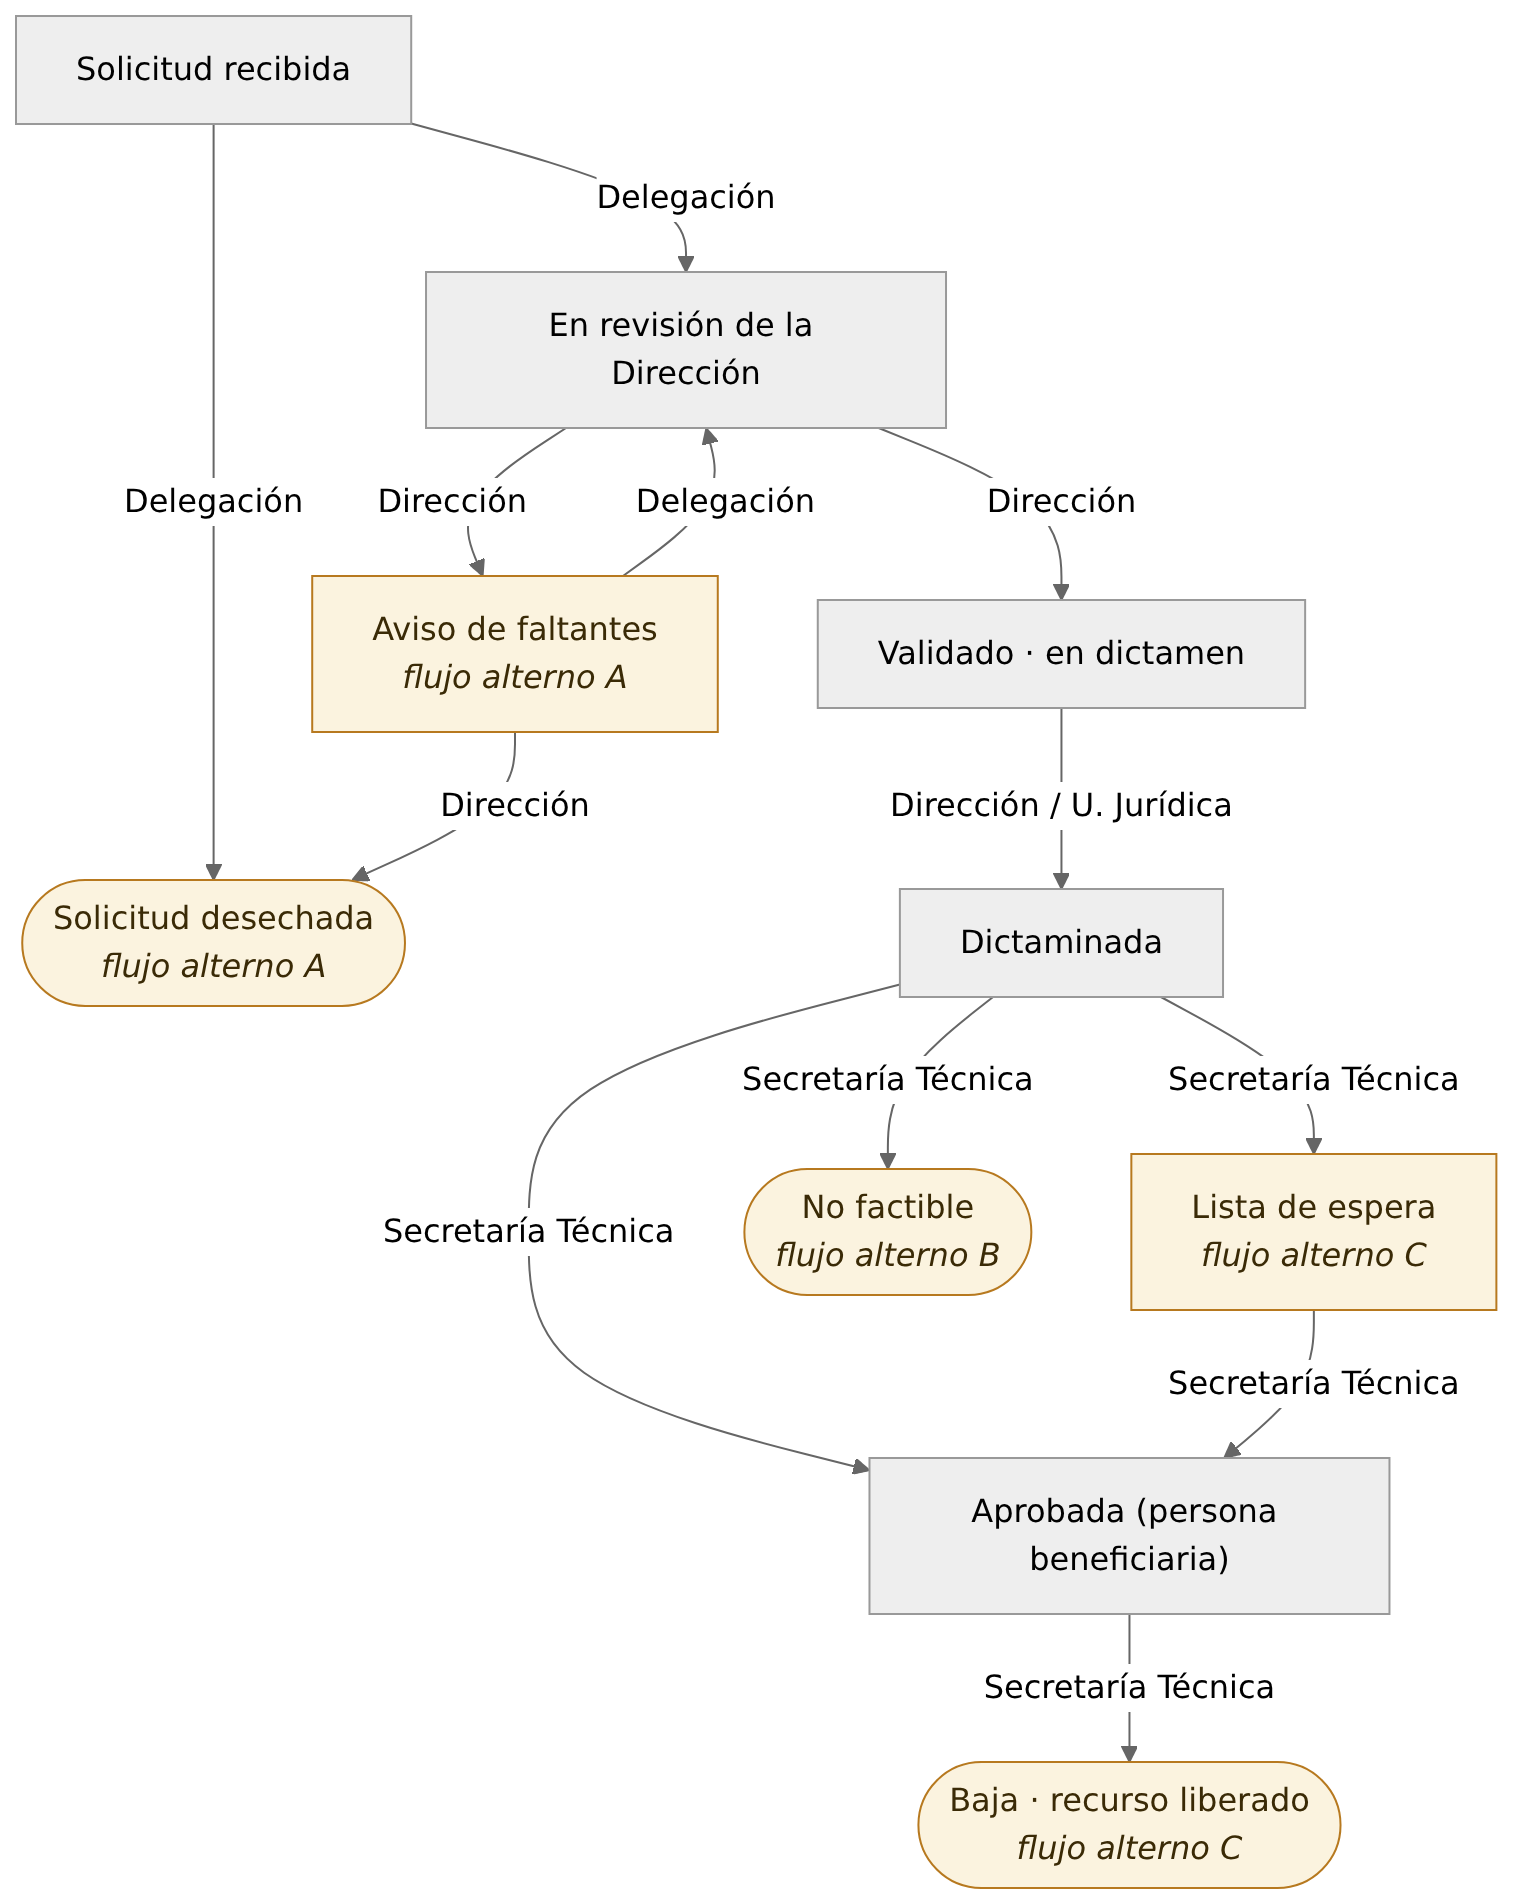 Solicitud recibida
Delegación
En revisión de la
Dirección
Delegación
Dirección
Delegación
Dirección
Aviso de faltantes
flujo alterno A
Validado · en dictamen
Dirección
Dirección / U. Jurídica
Solicitud desechada
flujo alterno A
Dictaminada
Secretaría Técnica
Secretaría Técnica
Secretaría Técnica
No factible
flujo alterno B
Lista de espera
flujo alterno C
Secretaría Técnica
Aprobada (persona
beneficiaria)
Secretaría Técnica
Baja · recurso liberado
flujo alterno C